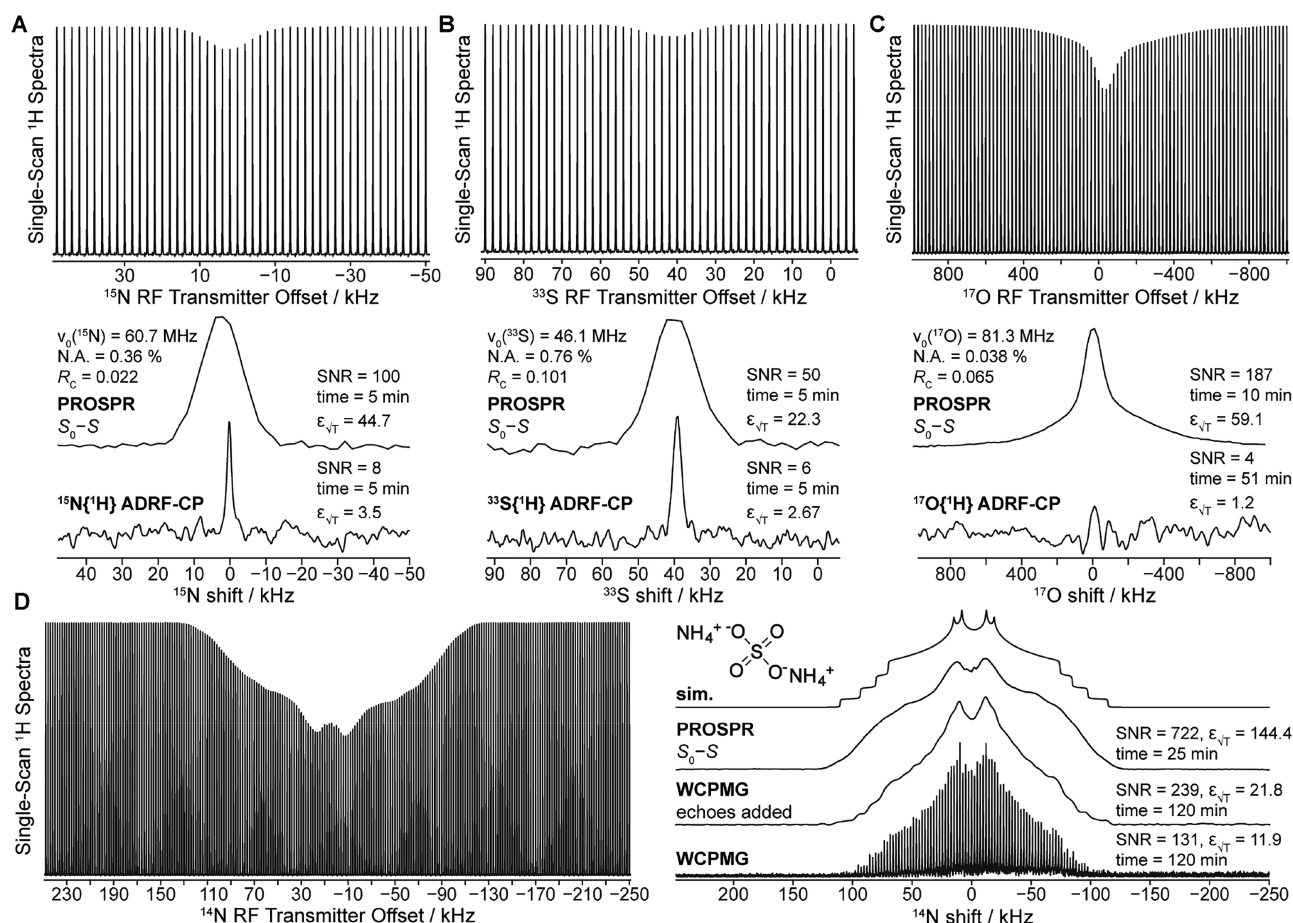 A
Single-Scan ¹H Spectra
30 10 -10 -30 -50
¹⁵N RF Transmitter Offset / kHz
ν₀(¹⁵N) = 60.7 MHz
N.A. = 0.36 %
R_C = 0.022
PROSPR
S₀–S
SNR = 100
time = 5 min
ε√T = 44.7
¹⁵N{¹H} ADRF-CP
SNR = 8
time = 5 min
ε√T = 3.5
40 30 20 10 0 -10 -20 -30 -40 -50
¹⁵N shift / kHz
B
Single-Scan ¹H Spectra
90 80 70 60 50 40 30 20 10 0
³³S RF Transmitter Offset / kHz
ν₀(³³S) = 46.1 MHz
N.A. = 0.76 %
R_C = 0.101
PROSPR
S₀–S
SNR = 50
time = 5 min
ε√T = 22.3
³³S{¹H} ADRF-CP
SNR = 6
time = 5 min
ε√T = 2.67
90 80 70 60 50 40 30 20 10 0
³³S shift / kHz
C
Single-Scan ¹H Spectra
800 400 0 -400 -800
¹⁷O RF Transmitter Offset / kHz
ν₀(¹⁷O) = 81.3 MHz
N.A. = 0.038 %
R_C = 0.065
PROSPR
S₀–S
SNR = 187
time = 10 min
ε√T = 59.1
¹⁷O{¹H} ADRF-CP
SNR = 4
time = 51 min
ε√T = 1.2
800 400 0 -400 -800
¹⁷O shift / kHz
D
Single-Scan ¹H Spectra
230 190 150 110 70 30 -10 -50 -90 -130 -170 -210 -250
¹⁴N RF Transmitter Offset / kHz
NH₄⁺ ⁻O O
S
O O⁻NH₄⁺
sim.
PROSPR
S₀–S
SNR = 722, ε√T = 144.4
time = 25 min
WCPMG
echoes added
SNR = 239, ε√T = 21.8
time = 120 min
WCPMG
SNR = 131, ε√T = 11.9
time = 120 min
200 150 100 50 0 -50 -100 -150 -200 -250
¹⁴N shift / kHz